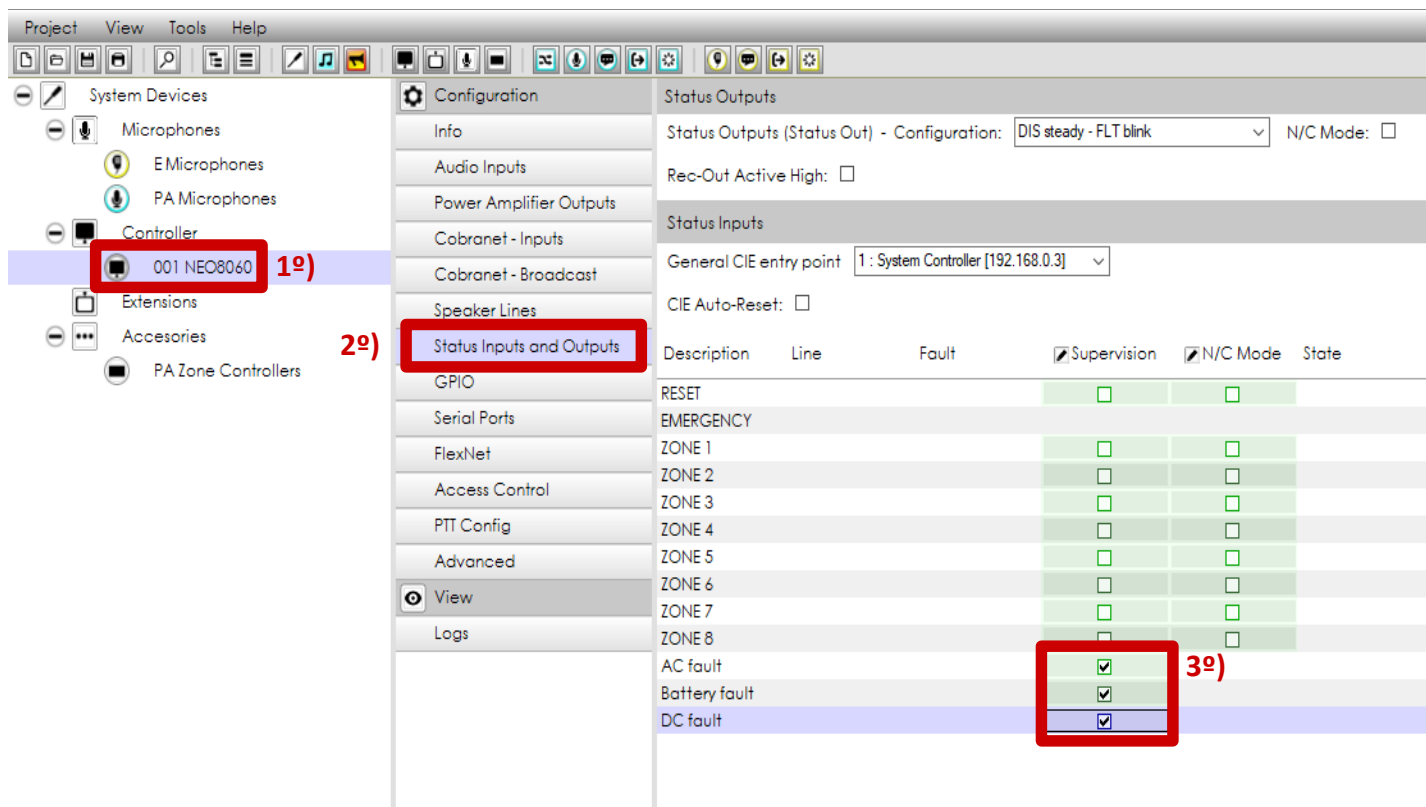 Project View Tools Help
System Devices
Microphones
E Microphones
PA Microphones
Controller
001 NEO8060 1º)
Extensions
Accesories
PA Zone Controllers
Configuration
Info
Audio Inputs
Power Amplifier Outputs
Cobranet - Inputs
Cobranet - Broadcast
Speaker Lines
2º) Status Inputs and Outputs
GPIO
Serial Ports
FlexNet
Access Control
PTT Config
Advanced
View
Logs
Status Outputs
Status Outputs (Status Out) - Configuration: DIS steady - FLT blink N/C Mode:
Rec-Out Active High:
Status Inputs
General CIE entry point 1 : System Controller [192.168.0.3]
CIE Auto-Reset:
Description Line Fault Supervision N/C Mode State
RESET
EMERGENCY
ZONE 1
ZONE 2
ZONE 3
ZONE 4
ZONE 5
ZONE 6
ZONE 7
ZONE 8
AC fault 3º)
Battery fault
DC fault